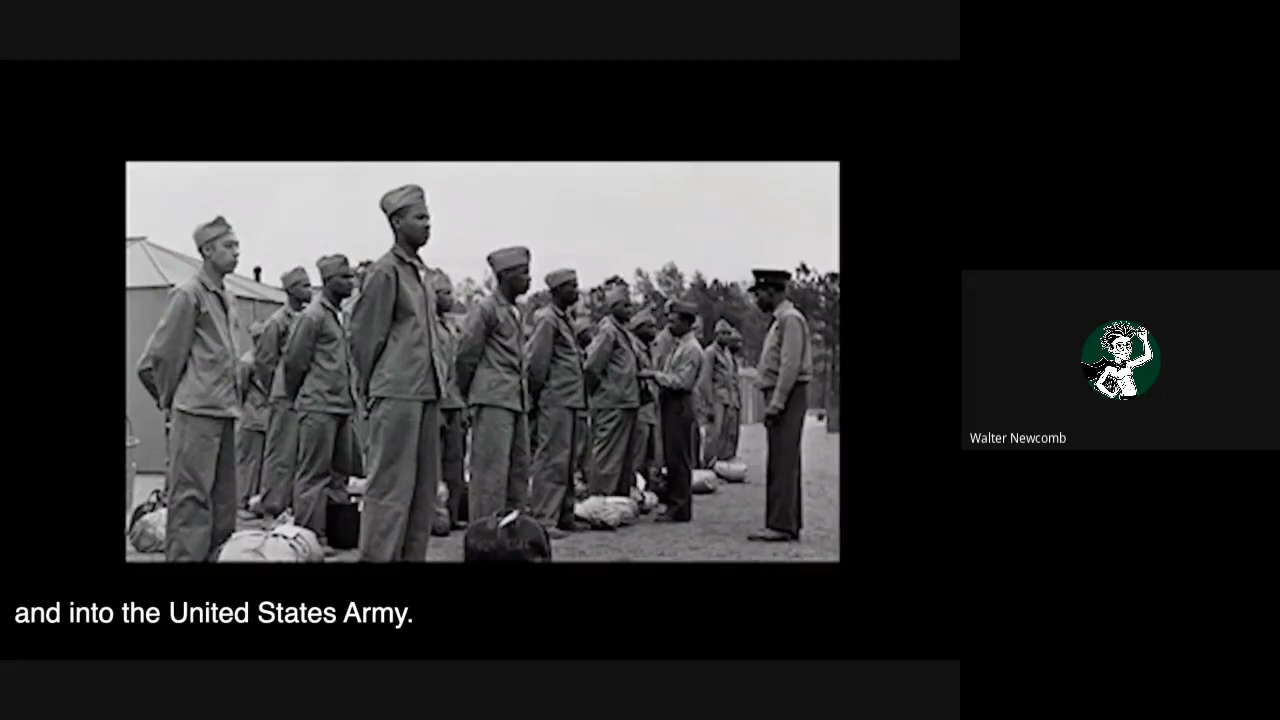 and into the United States Army.
Walter Newcomb